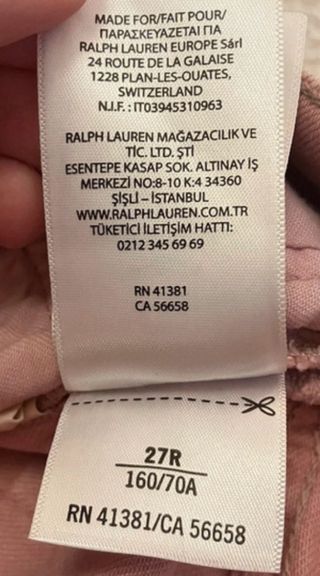 MADE FOR/FAIT POUR/
ΠΑΡΑΣΚΕΥΑΖΕΤΑΙ ΓΙΑ
RALPH LAUREN EUROPE Sárl
24 ROUTE DE LA GALAISE
1228 PLAN-LES-OUATES,
SWITZERLAND
N.I.F. : IT03945310963
RALPH LAUREN MAĞAZACILIK VE
TİC. LTD. ŞTİ
ESENTEPE KASAP SOK. ALTINAY İŞ
MERKEZİ NO:8-10 K:4 34360
ŞİŞLİ - İSTANBUL
WWW.RALPHLAUREN.COM.TR
TÜKETİCİ İLETİŞİM HATTI:
0212 345 69 69
RN 41381
CA 56658
27R
160/70A
RN 41381/CA 56658